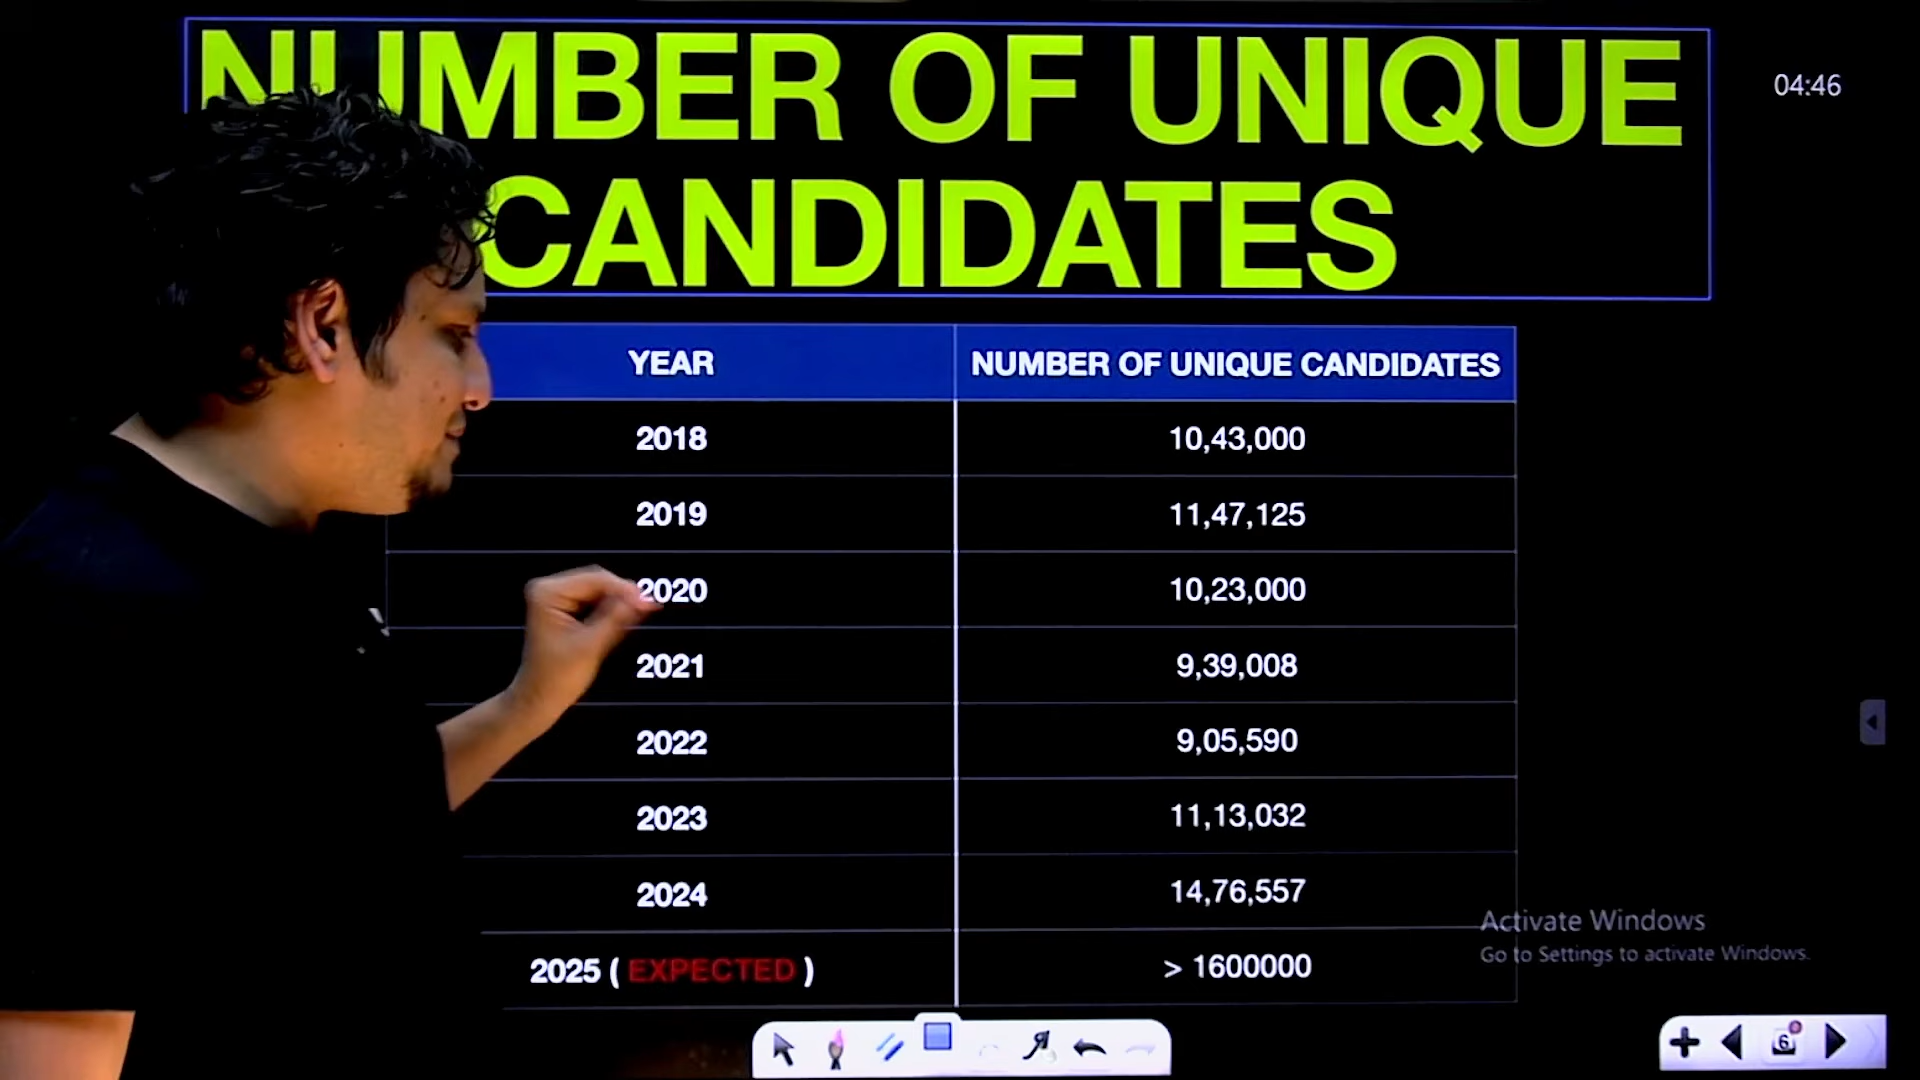 NUMBER OF UNIQUE
04:46
CANDIDATES
YEAR NUMBER OF UNIQUE CANDIDATES
2018 10,43,000
2019 11,47,125
2020 10,23,000
2021 9,39,008
2022 9,05,590
2023 11,13,032
2024 14,76,557
2025 ( EXPECTED ) > 1600000
Activate Windows
Go to Settings to activate Windows.
6